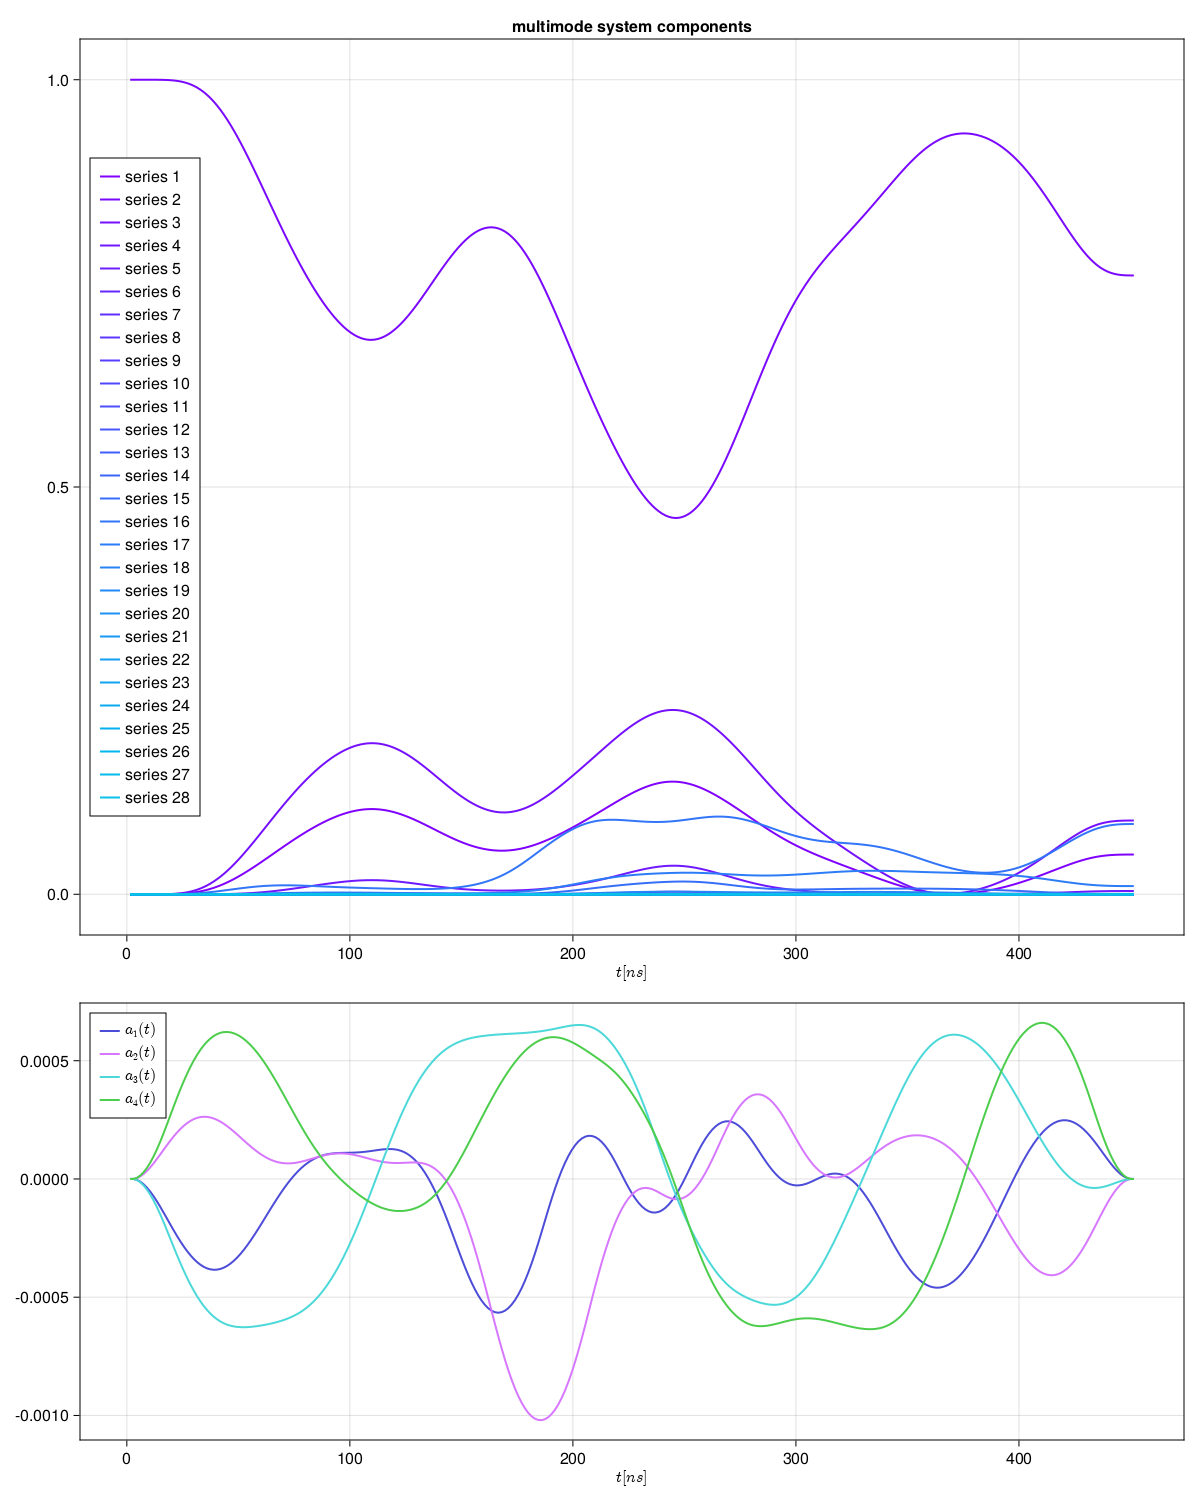 multimode system components
1.0
0.5
0.0
series 1
series 2
series 3
series 4
series 5
series 6
series 7
series 8
series 9
series 10
series 11
series 12
series 13
series 14
series 15
series 16
series 17
series 18
series 19
series 20
series 21
series 22
series 23
series 24
series 25
series 26
series 27
series 28
0 100 200 300 400
t[ns]
0.0005
0.0000
-0.0005
-0.0010
a₁(t)
a₂(t)
a₃(t)
a₄(t)
0 100 200 300 400
t[ns]